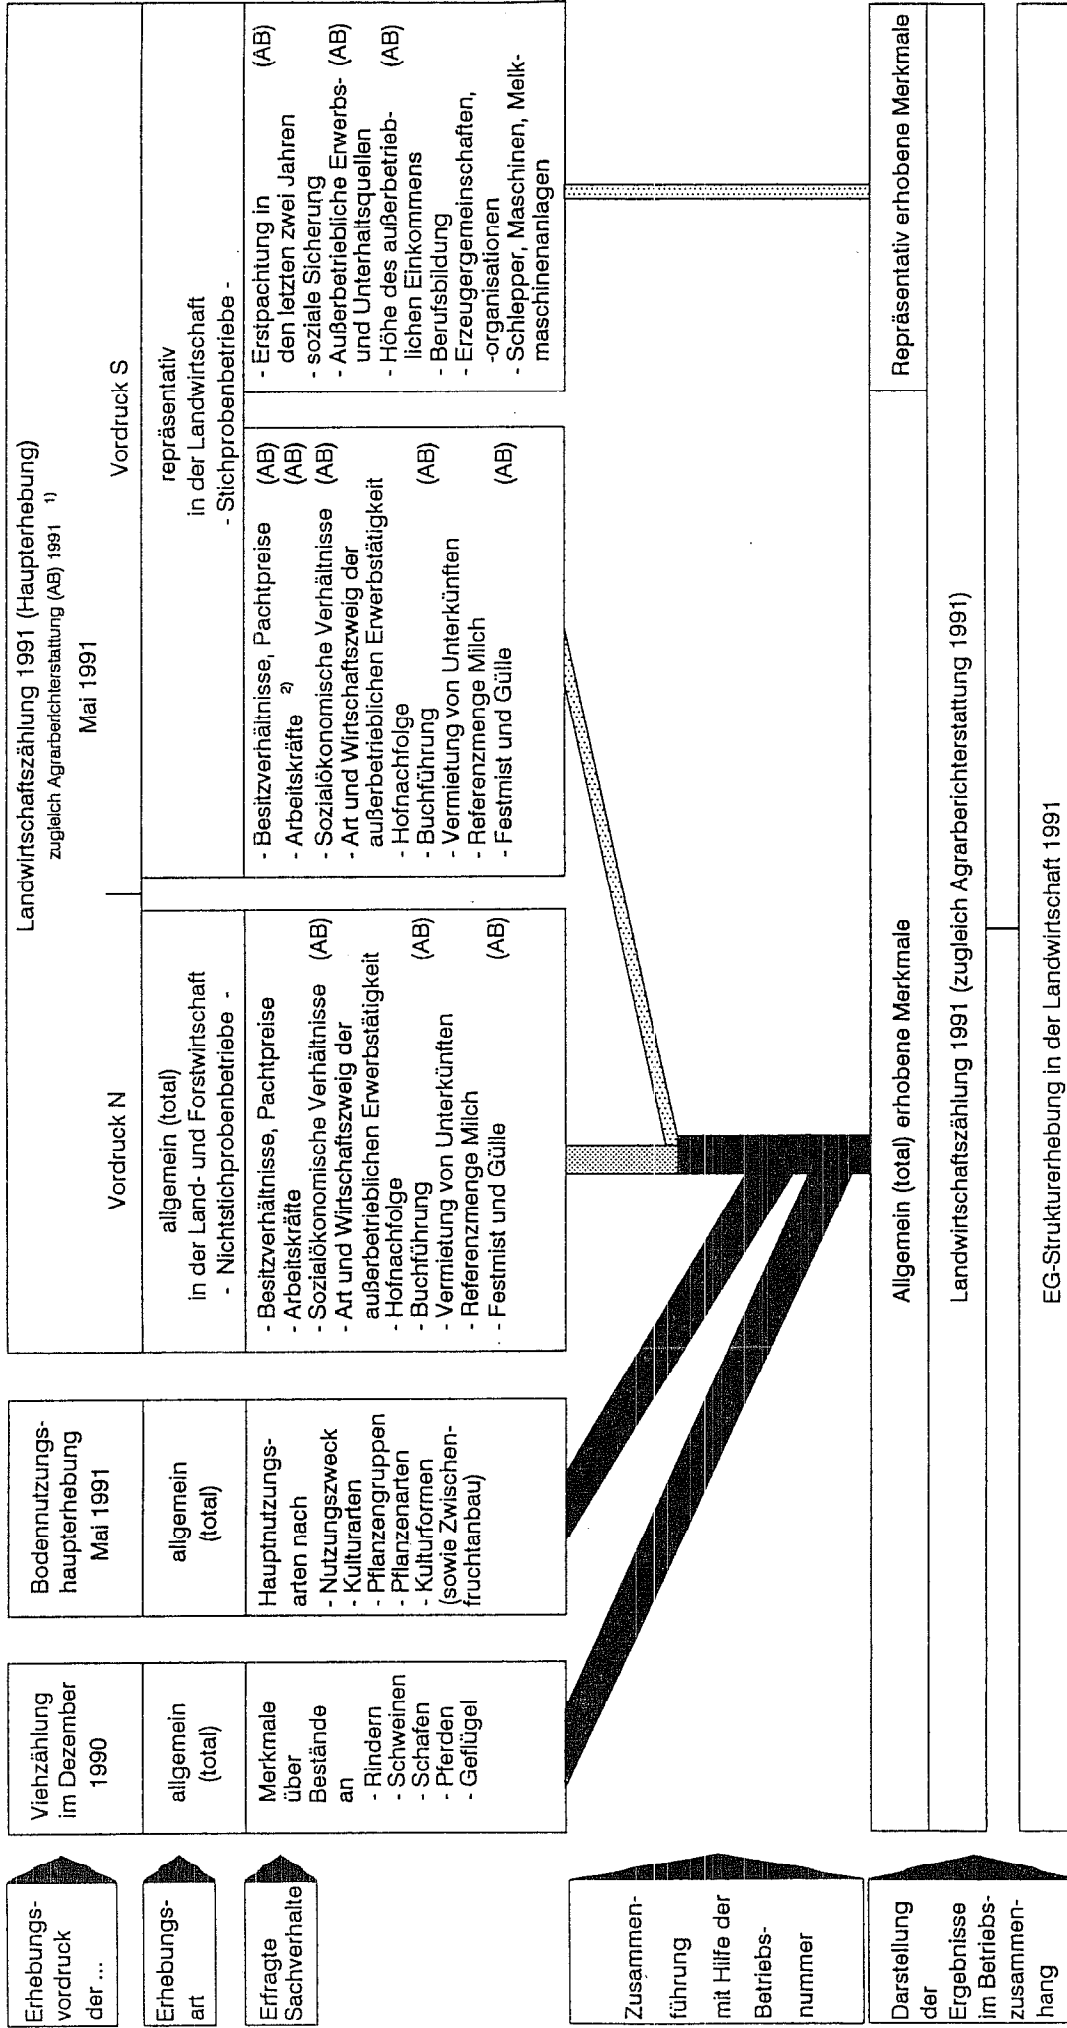 Erhebungs-
vordruck
der ...
Viehzählung
im Dezember
1990
Bodennutzungs-
haupterhebung
Mai 1991
Landwirtschaftszählung 1991 (Haupterhebung)
zugleich Agrarberichterstattung (AB) 1991 1)
Mai 1991
Vordruck N
Vordruck S
Erhebungs-
art
allgemein
(total)
allgemein
(total)
allgemein (total)
in der Land- und Forstwirtschaft
- Nichtstichprobenbetriebe -
repräsentativ
in der Landwirtschaft
- Stichprobenbetriebe -
Erfragte
Sachverhalte
Merkmale
über
Bestände
an
- Rindern
- Schweinen
- Schafen
- Pferden
- Geflügel
Hauptnutzungs-
arten nach
- Nutzungszweck
- Kulturarten
- Pflanzengruppen
- Pflanzenarten
- Kulturformen
(sowie Zwischen-
fruchtanbau)
- Besitzverhältnisse, Pachtpreise
- Arbeitskräfte
- Sozialökonomische Verhältnisse (AB)
- Art und Wirtschaftszweig der
außerbetrieblichen Erwerbstätigkeit
- Hofnachfolge
- Buchführung (AB)
- Vermietung von Unterkünften
- Referenzmenge Milch
- Festmist und Gülle (AB)
- Besitzverhältnisse, Pachtpreise (AB)
- Arbeitskräfte 2) (AB)
- Sozialökonomische Verhältnisse (AB)
- Art und Wirtschaftszweig der
außerbetrieblichen Erwerbstätigkeit
- Hofnachfolge
- Buchführung (AB)
- Vermietung von Unterkünften
- Referenzmenge Milch
- Festmist und Gülle (AB)
- Erstpachtung in (AB)
den letzten zwei Jahren
- soziale Sicherung
- Außerbetriebliche Erwerbs- (AB)
und Unterhaltsquellen
- Höhe des außerbetrieb- (AB)
lichen Einkommens
- Berufsbildung
- Erzeugergemeinschaften,
-organisationen
- Schlepper, Maschinen, Melk-
maschinenanlagen
Zusammen-
führung
mit Hilfe der
Betriebs-
nummer
Darstellung
der
Ergebnisse
im Betriebs-
zusammen-
hang
Allgemein (total) erhobene Merkmale
Repräsentativ erhobene Merkmale
Landwirtschaftszählung 1991 (zugleich Agrarberichterstattung 1991)
EG-Strukturerhebung in der Landwirtschaft 1991